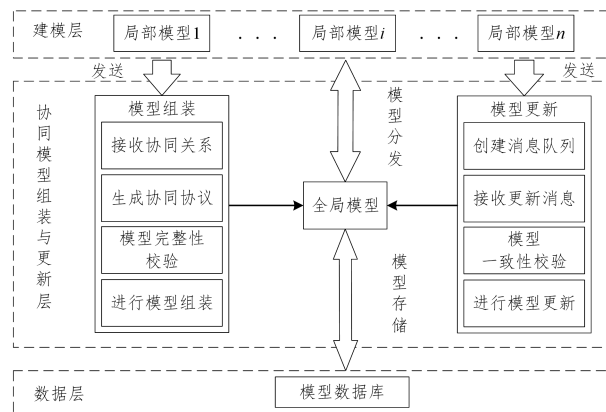 建模层
局部模型1
. . .
局部模型i
. . .
局部模型n
发送
发送
协同模型组装与更新层
模型组装
接收协同关系
生成协同协议
模型完整性
校验
进行模型组装
模型分发
全局模型
模型存储
模型更新
创建消息队列
接收更新消息
模型
一致性校验
进行模型更新
数据层
模型数据库